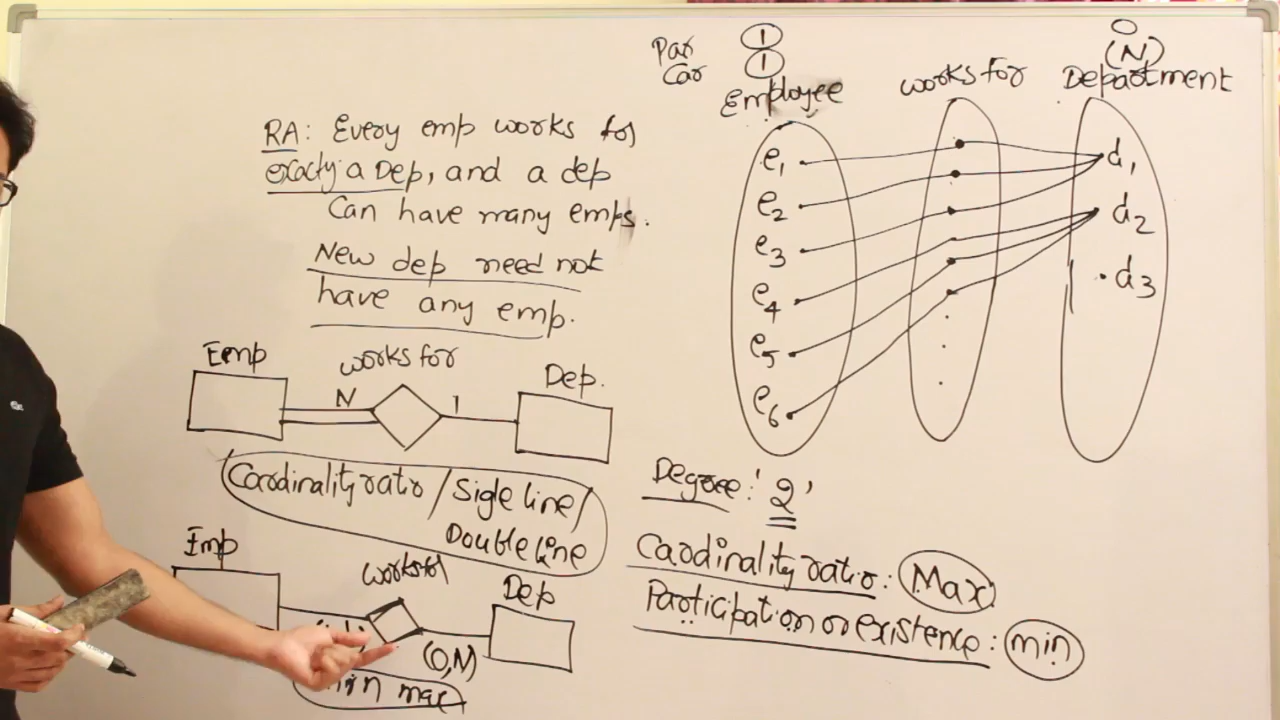 RA: Every emp works for
exactly a Dep, and a dep
Can have many emps.
New dep need not
have any emp.
Emp
works for
Dep.
N
1
Cardinality ratio / Sigle line /
Double line
Emp
Dep
(0,N)
min max
Par 1 0
Car 1 (N)
Employee works for Department
e1
e2
e3
e4
e5
e6
d1
d2
d3
Degree: '2'
Cardinality ratio: Max
Participation or existence: min